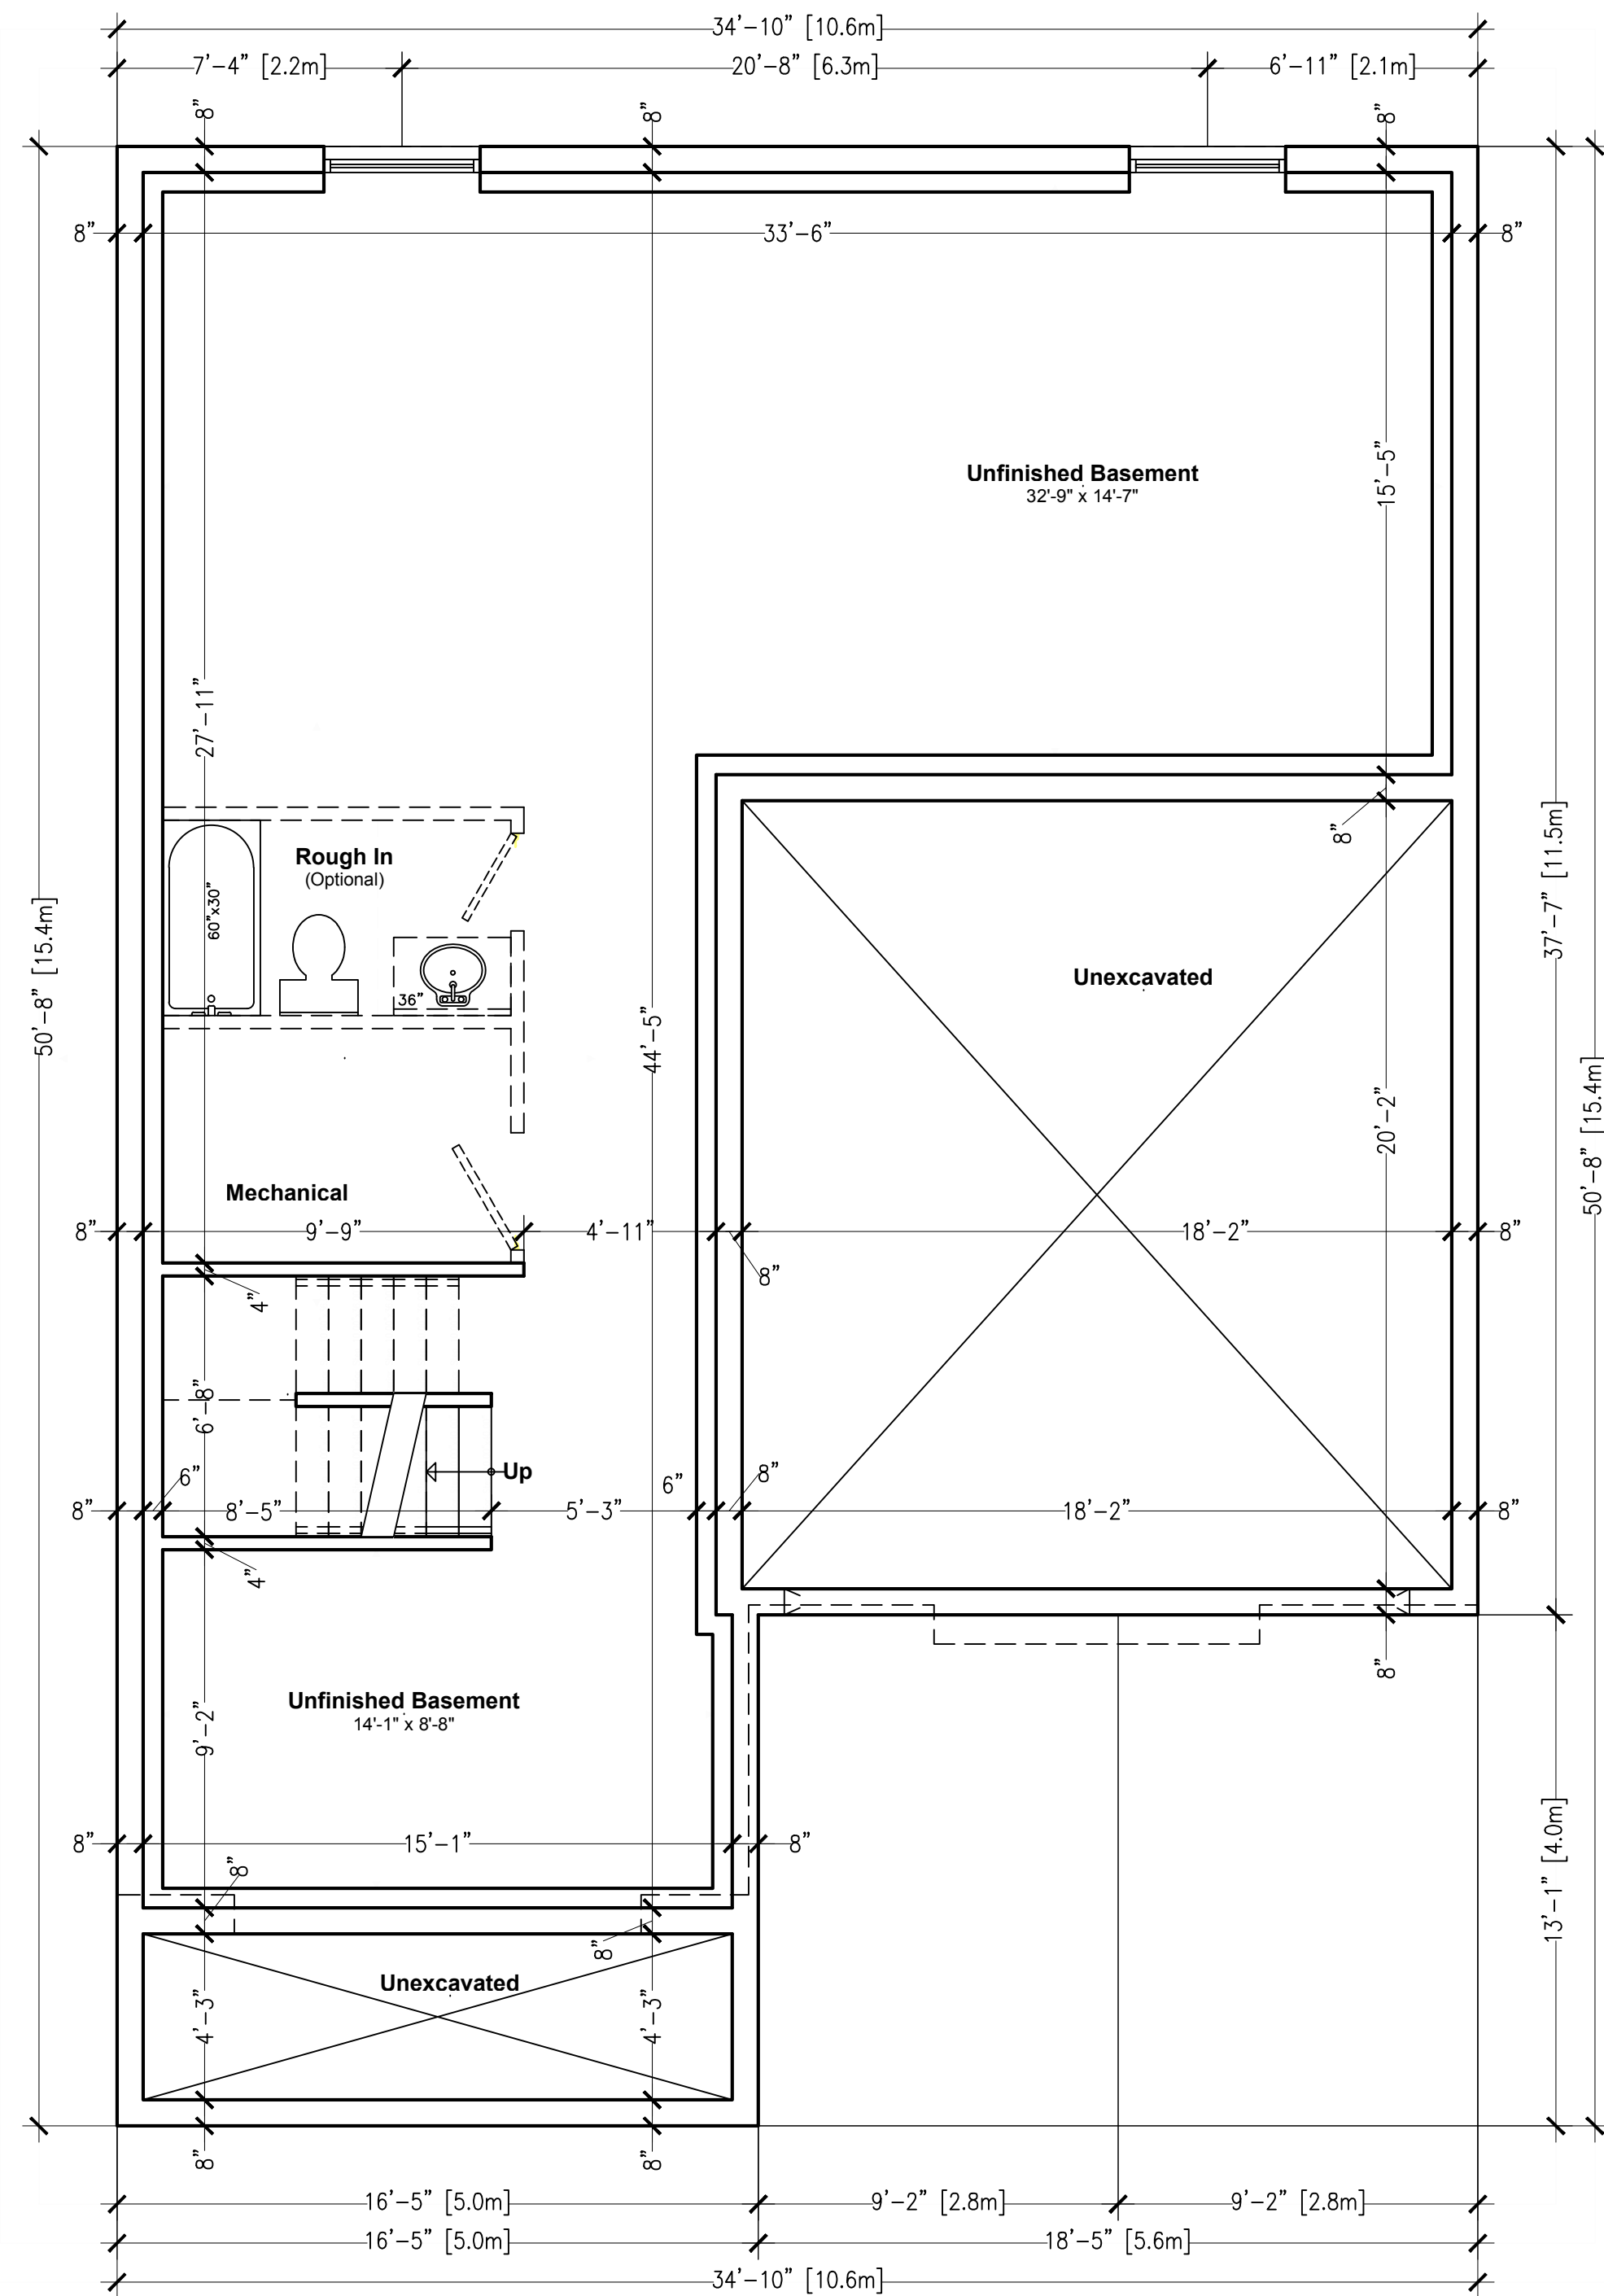 34'-10" [10.6m]
7'-4" [2.2m]
20'-8" [6.3m]
6'-11" [2.1m]
8"
8"
8"
8"
33'-6"
8"
Unfinished Basement
32'-9" x 14'-7"
15'-5"
27'-11"
8"
37'-7" [11.5m]
Rough In
(Optional)
60"x30"
36"
50'-8" [15.4m]
Unexcavated
44'-5"
20'-2"
50'-8" [15.4m]
Mechanical
8"
9'-9"
4'-11"
8"
18'-2"
8"
4"
6'-8"
Up
6"
6"
8"
8"
8'-5"
5'-3"
18'-2"
8"
4"
8"
Unfinished Basement
14'-1" x 8'-8"
9'-2"
13'-1" [4.0m]
8"
15'-1"
8"
8"
8"
Unexcavated
4'-3"
4'-3"
8"
8"
16'-5" [5.0m]
9'-2" [2.8m]
9'-2" [2.8m]
16'-5" [5.0m]
18'-5" [5.6m]
34'-10" [10.6m]